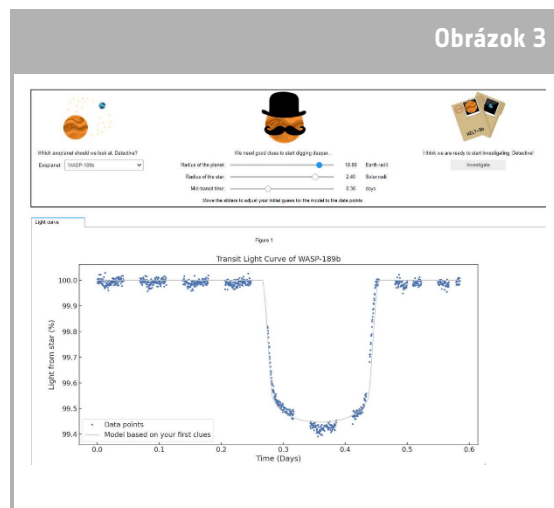 Obrázok 3
KELT-3b
Which exoplanet should we look at, Detective?
We need good clues to start digging deeper...
I think we are ready to start investigating, Detective!
Exoplanet: WASP-189b
Radius of the planet: Earth radii
Investigate
Radius of the star: 2.40 Solar radii
Mid-transit time: 0.36 days
Move the sliders to adjust your initial guess for the model to the data points
Light curve
Figure 1
Transit Light Curve of WASP-189b
Light from star (%)
100.0
99.9
99.8
99.7
99.6
99.5
99.4
Data points
Model based on your first clues
0.0 0.1 0.2 0.3 0.4 0.5 0.6
Time (Days)